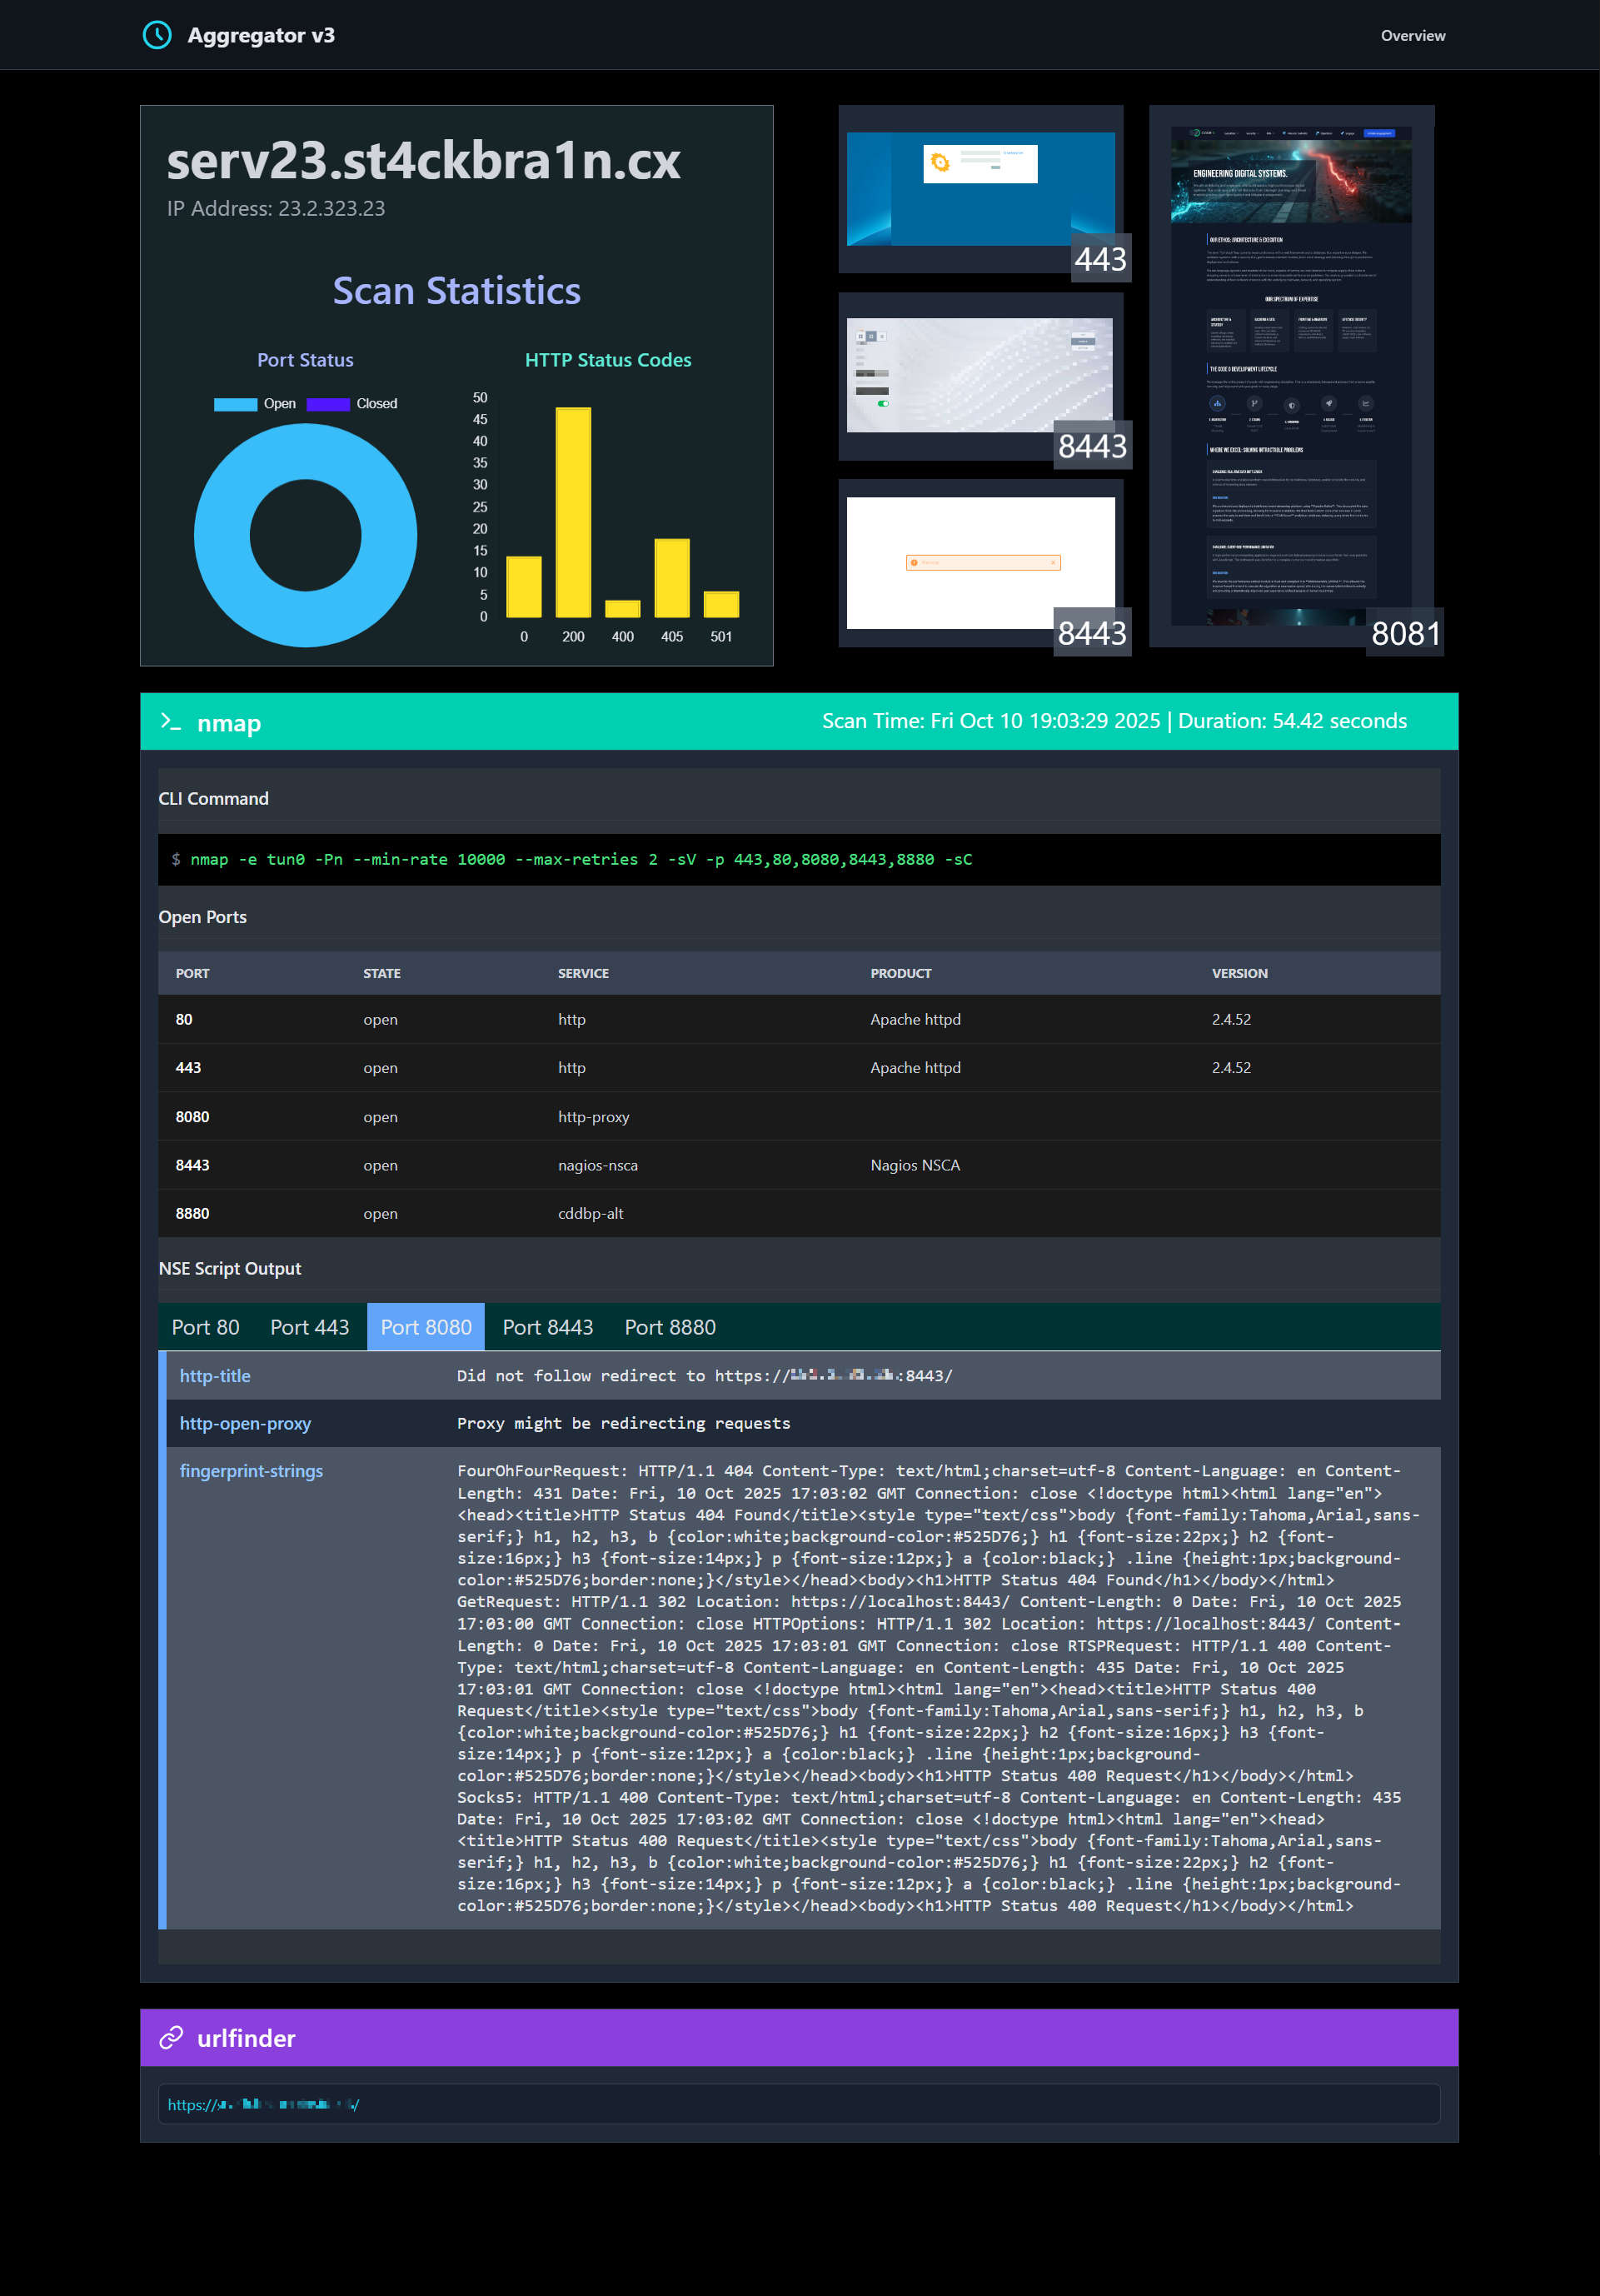 Aggregator v3
Overview
serv23.st4ckbra1n.cx
IP Address: 23.2.323.23
Scan Statistics
Port Status
HTTP Status Codes
Open
Closed
50
45
40
35
30
25
20
15
10
5
0
0
200
400
405
501
443
8443
8443
ENGINEERING DIGITAL SYSTEMS.
OUR ETHOS: ARCHITECTURE & EXECUTION
OUR SPECTRUM OF EXPERTISE
THE CODE & DEVELOPMENT LIFECYCLE
WHERE WE EXCEL: SOLVING INTRACTABLE PROBLEMS
8081
>_ nmap
Scan Time: Fri Oct 10 19:03:29 2025 | Duration: 54.42 seconds
CLI Command
$ nmap -e tun0 -Pn --min-rate 10000 --max-retries 2 -sV -p 443,80,8080,8443,8880 -sC
Open Ports
PORT STATE SERVICE PRODUCT VERSION
80 open http Apache httpd 2.4.52
443 open http Apache httpd 2.4.52
8080 open http-proxy
8443 open nagios-nsca Nagios NSCA
8880 open cddbp-alt
NSE Script Output
Port 80 Port 443 Port 8080 Port 8443 Port 8880
http-title Did not follow redirect to https:// :8443/
http-open-proxy Proxy might be redirecting requests
fingerprint-strings FourOhFourRequest: HTTP/1.1 404 Content-Type: text/html;charset=utf-8 Content-Language: en Content-
Length: 431 Date: Fri, 10 Oct 2025 17:03:02 GMT Connection: close <!doctype html><html lang="en">
<head><title>HTTP Status 404 Found</title><style type="text/css">body {font-family:Tahoma,Arial,sans-
serif;} h1, h2, h3, b {color:white;background-color:#525D76;} h1 {font-size:22px;} h2 {font-
size:16px;} h3 {font-size:14px;} p {font-size:12px;} a {color:black;} .line {height:1px;background-
color:#525D76;border:none;}</style></head><body><h1>HTTP Status 404 Found</h1></body></html>
GetRequest: HTTP/1.1 302 Location: https://localhost:8443/ Content-Length: 0 Date: Fri, 10 Oct 2025
17:03:00 GMT Connection: close HTTPOptions: HTTP/1.1 302 Location: https://localhost:8443/ Content-
Length: 0 Date: Fri, 10 Oct 2025 17:03:01 GMT Connection: close RTSPRequest: HTTP/1.1 400 Content-
Type: text/html;charset=utf-8 Content-Language: en Content-Length: 435 Date: Fri, 10 Oct 2025
17:03:01 GMT Connection: close <!doctype html><html lang="en"><head><title>HTTP Status 400
Request</title><style type="text/css">body {font-family:Tahoma,Arial,sans-serif;} h1, h2, h3, b
{color:white;background-color:#525D76;} h1 {font-size:22px;} h2 {font-size:16px;} h3 {font-
size:14px;} p {font-size:12px;} a {color:black;} .line {height:1px;background-
color:#525D76;border:none;}</style></head><body><h1>HTTP Status 400 Request</h1></body></html>
Socks5: HTTP/1.1 400 Content-Type: text/html;charset=utf-8 Content-Language: en Content-Length: 435
Date: Fri, 10 Oct 2025 17:03:02 GMT Connection: close <!doctype html><html lang="en"><head>
<title>HTTP Status 400 Request</title><style type="text/css">body {font-family:Tahoma,Arial,sans-
serif;} h1, h2, h3, b {color:white;background-color:#525D76;} h1 {font-size:22px;} h2 {font-
size:16px;} h3 {font-size:14px;} p {font-size:12px;} a {color:black;} .line {height:1px;background-
color:#525D76;border:none;}</style></head><body><h1>HTTP Status 400 Request</h1></body></html>
urlfinder
https:// /